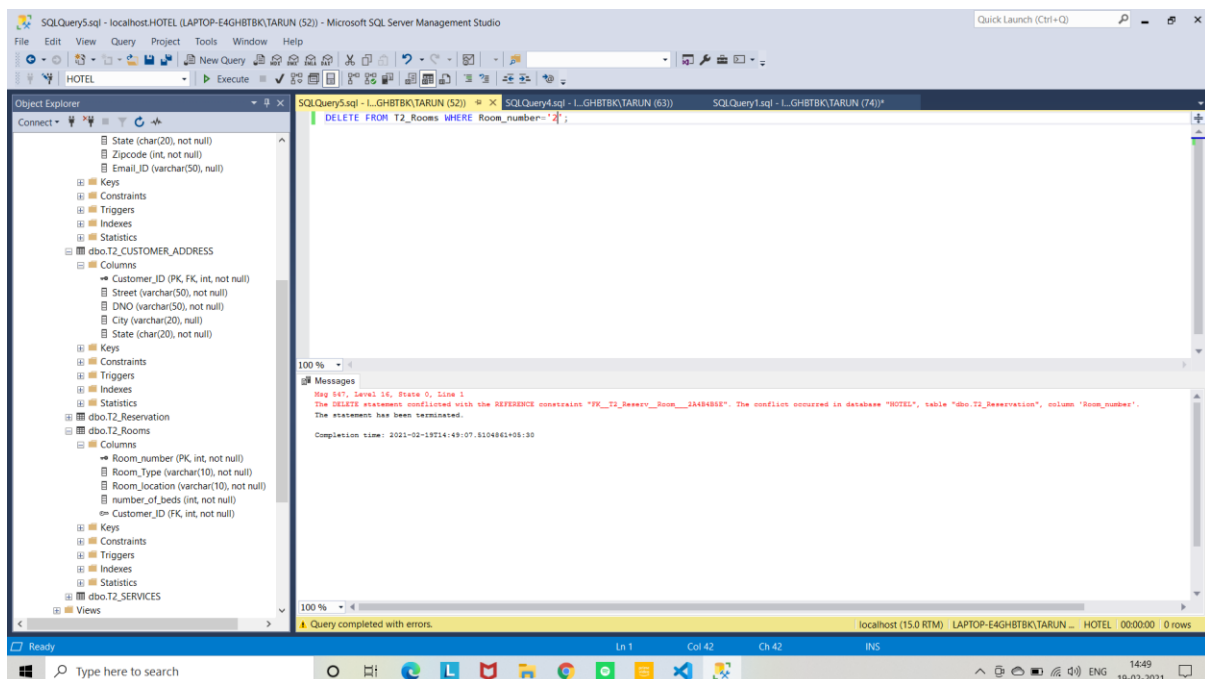 SQLQuery5.sql - localhost.HOTEL (LAPTOP-E4GHBTBK\TARUN (52)) - Microsoft SQL Server Management Studio
Quick Launch (Ctrl+Q)
File Edit View Query Project Tools Window Help
New Query
HOTEL
Execute
Object Explorer
SQLQuery5.sql - l...GHBTBK\TARUN (52))
SQLQuery4.sql - l...GHBTBK\TARUN (63))
SQLQuery1.sql - l...GHBTBK\TARUN (74))*
Connect
DELETE FROM T2_Rooms WHERE Room_number='2';
State (char(20), not null)
Zipcode (int, not null)
Email_ID (varchar(50), null)
Keys
Constraints
Triggers
Indexes
Statistics
dbo.T2_CUSTOMER_ADDRESS
Columns
Customer_ID (PK, FK, int, not null)
Street (varchar(50), not null)
DNO (varchar(50), not null)
City (varchar(20), null)
State (char(20), not null)
Keys
Constraints
Triggers
Indexes
Statistics
dbo.T2_Reservation
dbo.T2_Rooms
Columns
Room_number (PK, int, not null)
Room_Type (varchar(10), not null)
Room_location (varchar(10), not null)
number_of_beds (int, not null)
Customer_ID (FK, int, not null)
Keys
Constraints
Triggers
Indexes
Statistics
dbo.T2_SERVICES
Views
100 %
Messages
Msg 547, Level 16, State 0, Line 1
The DELETE statement conflicted with the REFERENCE constraint "FK__T2_Reserv__Room___2A4B4B5E". The conflict occurred in database "HOTEL", table "dbo.T2_Reservation", column 'Room_number'.
The statement has been terminated.
Completion time: 2021-02-19T14:49:07.5104861+05:30
100 %
Query completed with errors.
localhost (15.0 RTM) LAPTOP-E4GHBTBK\TARUN ... HOTEL 00:00:00 0 rows
Ready
Ln 1 Col 42 Ch 42 INS
Type here to search
ENG
14:49
19-02-2021